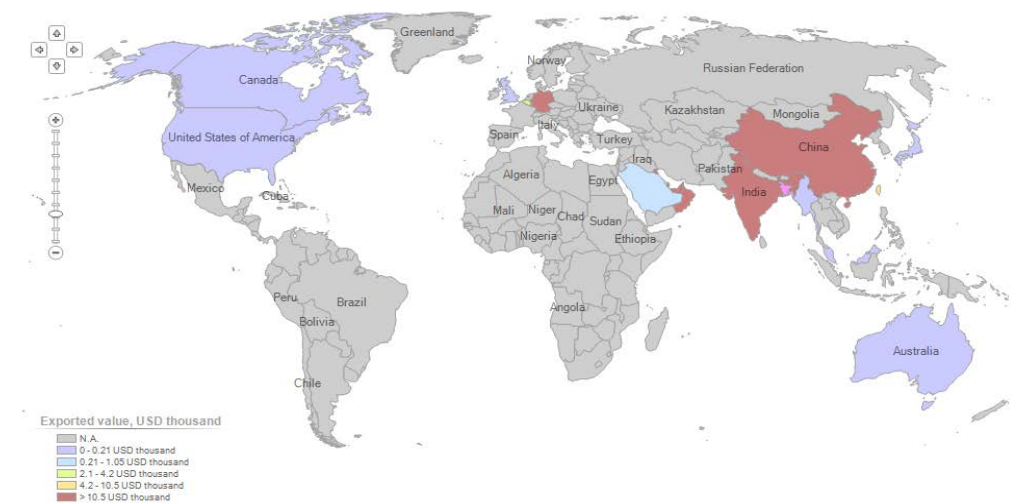 Greenland
Norway
Russian Federation
Canada
Ukraine
Kazakhstan
Mongolia
United States of America
Italy
Spain
Turkey
China
Iraq
Pakistan
Mexico
Cuba
Algeria
Egypt
India
Mali
Niger
Chad
Sudan
Nigeria
Ethiopia
Peru
Brazil
Angola
Bolivia
Australia
Chile
Exported value, USD thousand
N.A.
0 - 0.21 USD thousand
0.21 - 1.05 USD thousand
2.1 - 4.2 USD thousand
4.2 - 10.5 USD thousand
> 10.5 USD thousand